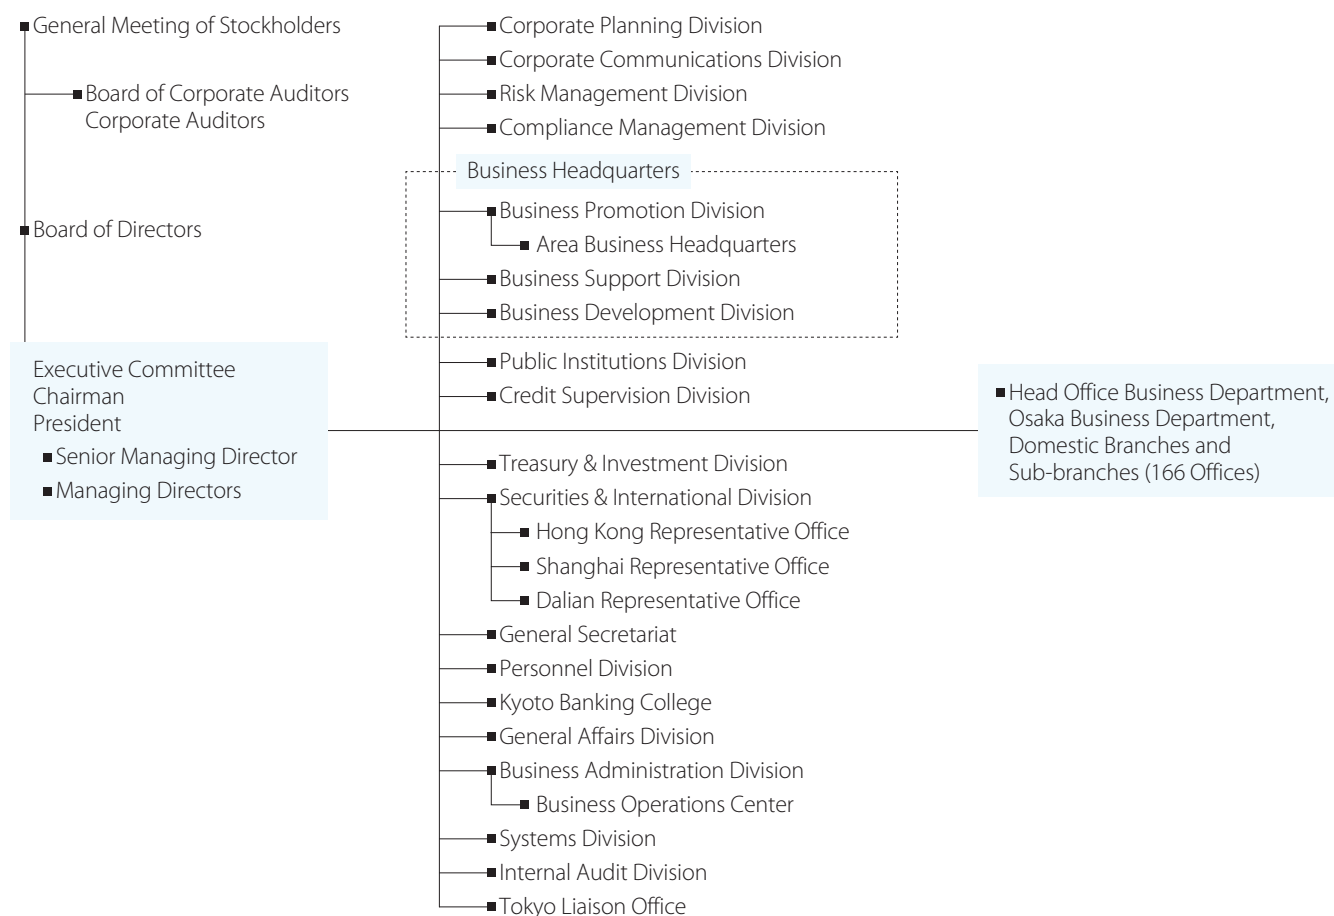 General Meeting of Stockholders
Board of Corporate Auditors
Corporate Auditors
Board of Directors
Executive Committee
Chairman
President
Senior Managing Director
Managing Directors
Corporate Planning Division
Corporate Communications Division
Risk Management Division
Compliance Management Division
Business Headquarters
Business Promotion Division
Area Business Headquarters
Business Support Division
Business Development Division
Public Institutions Division
Credit Supervision Division
Treasury & Investment Division
Securities & International Division
Hong Kong Representative Office
Shanghai Representative Office
Dalian Representative Office
General Secretariat
Personnel Division
Kyoto Banking College
General Affairs Division
Business Administration Division
Business Operations Center
Systems Division
Internal Audit Division
Tokyo Liaison Office
Head Office Business Department,
Osaka Business Department,
Domestic Branches and
Sub-branches (166 Offices)